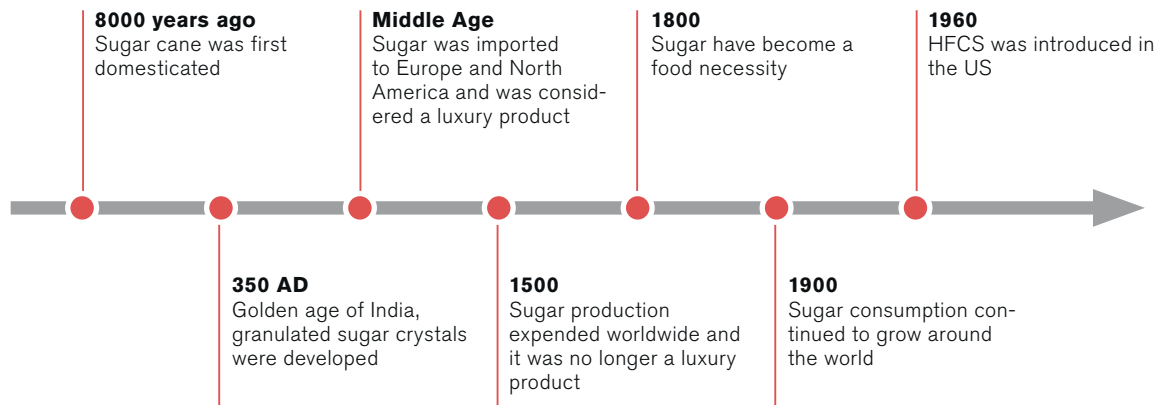 8000 years ago
Sugar cane was first
domesticated
Middle Age
Sugar was imported
to Europe and North
America and was consid-
ered a luxury product
1800
Sugar have become a
food necessity
1960
HFCS was introduced in
the US
350 AD
Golden age of India,
granulated sugar crystals
were developed
1500
Sugar production
expended worldwide and
it was no longer a luxury
product
1900
Sugar consumption con-
tinued to grow around
the world